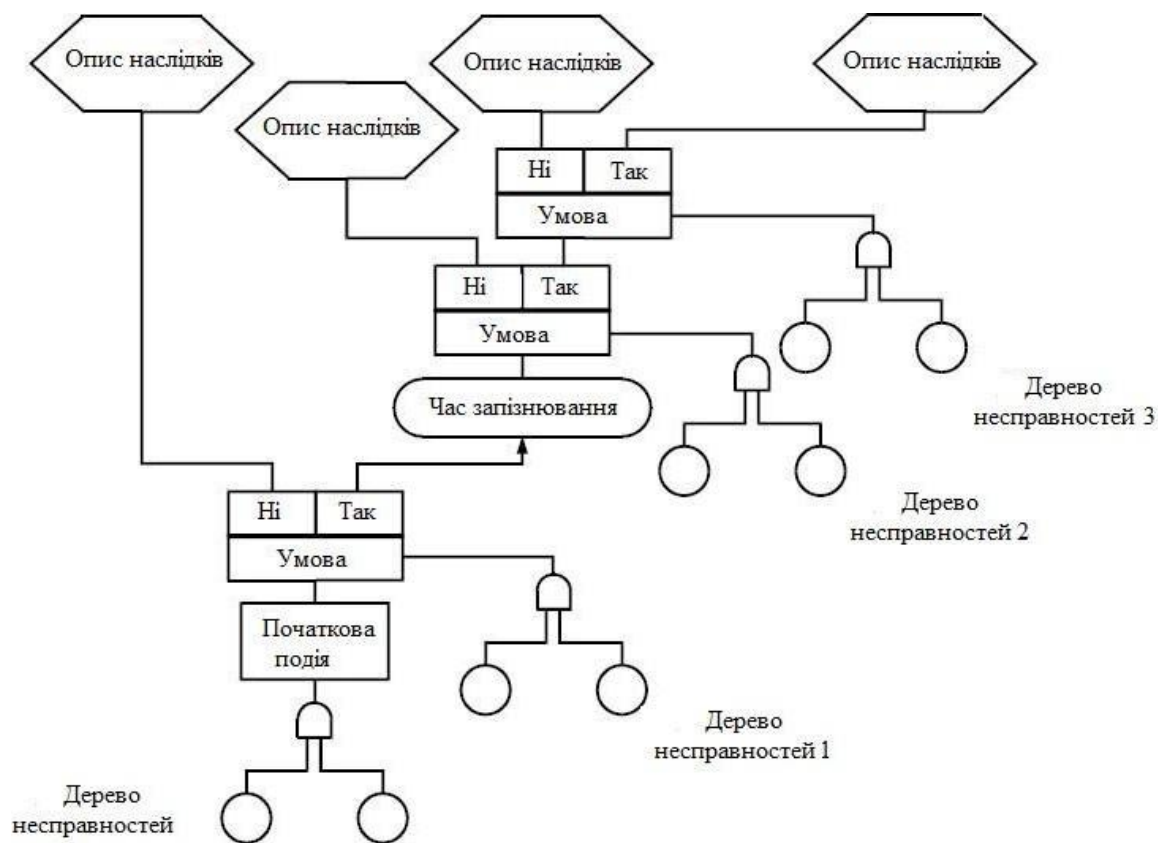 Опис наслідків
Опис наслідків
Опис наслідків
Опис наслідків
Ні
Так
Умова
Ні
Так
Умова
Час запізнювання
Дерево
несправностей 3
Дерево
несправностей 2
Ні
Так
Умова
Початкова
подія
Дерево
несправностей 1
Дерево
несправностей